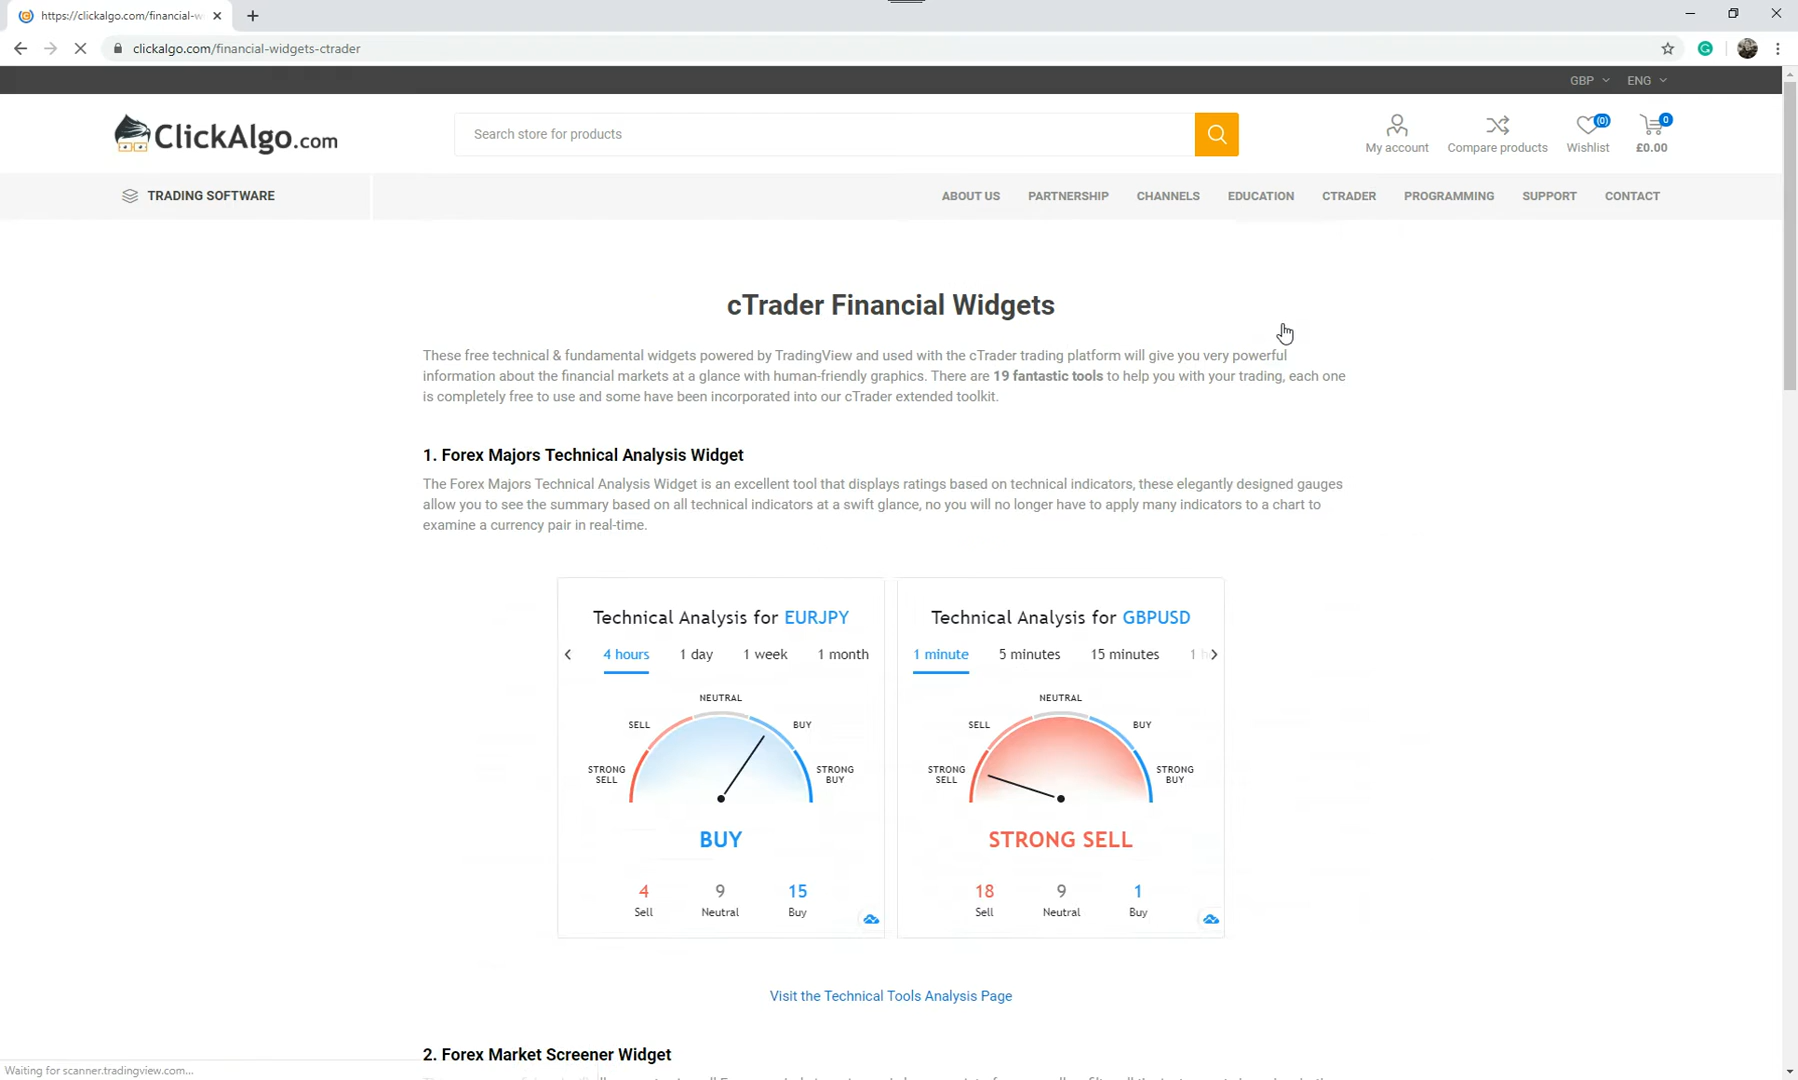 https://clickalgo.com/financial-w
clickalgo.com/financial-widgets-ctrader
GBP ENG
ClickAlgo.com
Search store for products
(0) 0
My account Compare products Wishlist £0.00
TRADING SOFTWARE ABOUT US PARTNERSHIP CHANNELS EDUCATION CTRADER PROGRAMMING SUPPORT CONTACT
cTrader Financial Widgets
These free technical & fundamental widgets powered by TradingView and used with the cTrader trading platform will give you very powerful
information about the financial markets at a glance with human-friendly graphics. There are 19 fantastic tools to help you with your trading, each one
is completely free to use and some have been incorporated into our cTrader extended toolkit.
1. Forex Majors Technical Analysis Widget
The Forex Majors Technical Analysis Widget is an excellent tool that displays ratings based on technical indicators, these elegantly designed gauges
allow you to see the summary based on all technical indicators at a swift glance, no you will no longer have to apply many indicators to a chart to
examine a currency pair in real-time.
Technical Analysis for EURJPY
4 hours 1 day 1 week 1 month
NEUTRAL
SELL BUY
STRONG SELL STRONG BUY
BUY
4 9 15
Sell Neutral Buy
Technical Analysis for GBPUSD
1 minute 5 minutes 15 minutes 1 h
NEUTRAL
SELL BUY
STRONG SELL STRONG BUY
STRONG SELL
18 9 1
Sell Neutral Buy
Visit the Technical Tools Analysis Page
2. Forex Market Screener Widget
Waiting for scanner.tradingview.com...